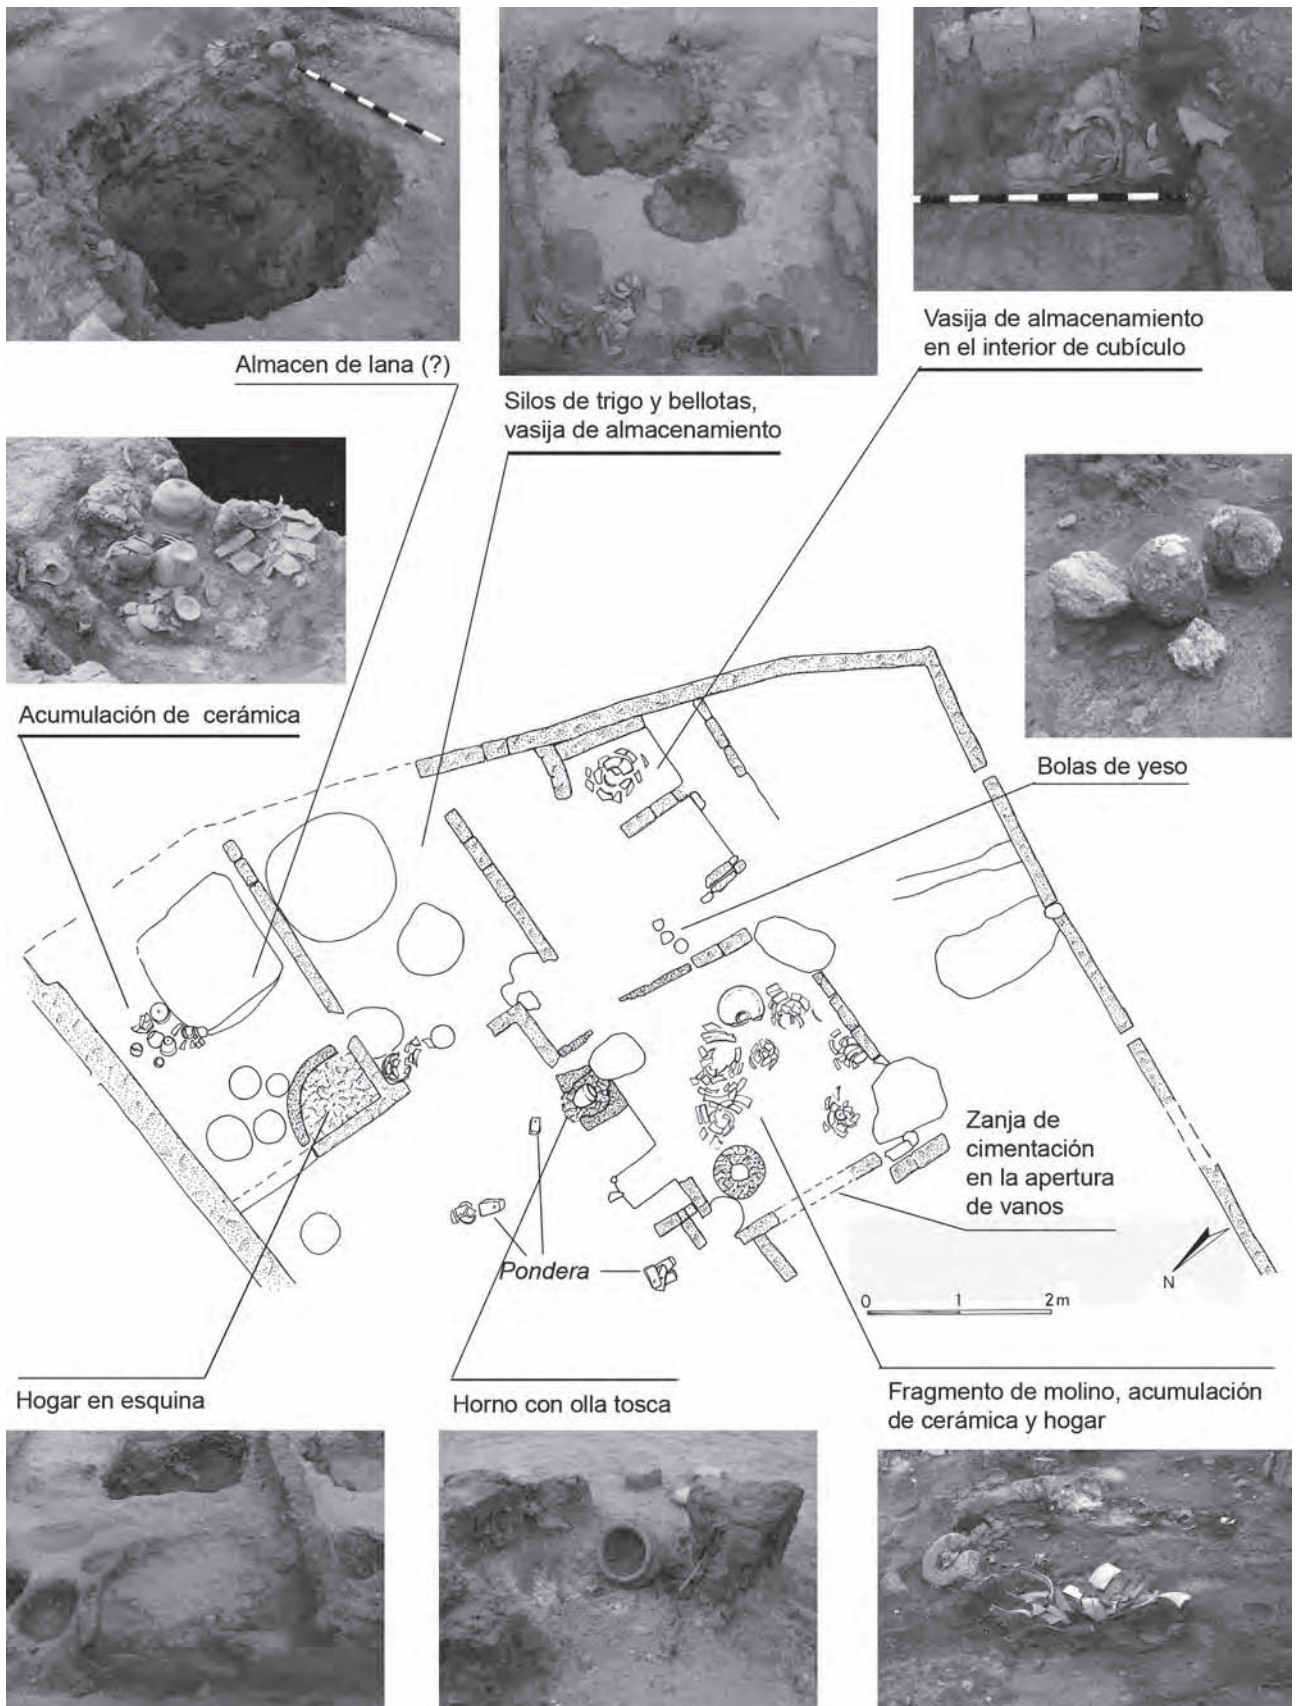 Almacen de lana (?)
Silos de trigo y bellotas,
vasija de almacenamiento
Vasija de almacenamiento
en el interior de cubículo
Acumulación de cerámica
Bolas de yeso
Zanja de
cimentación
en la apertura
de vanos
Pondera
N
0 1 2 m
Hogar en esquina
Horno con olla tosca
Fragmento de molino, acumulación
de cerámica y hogar